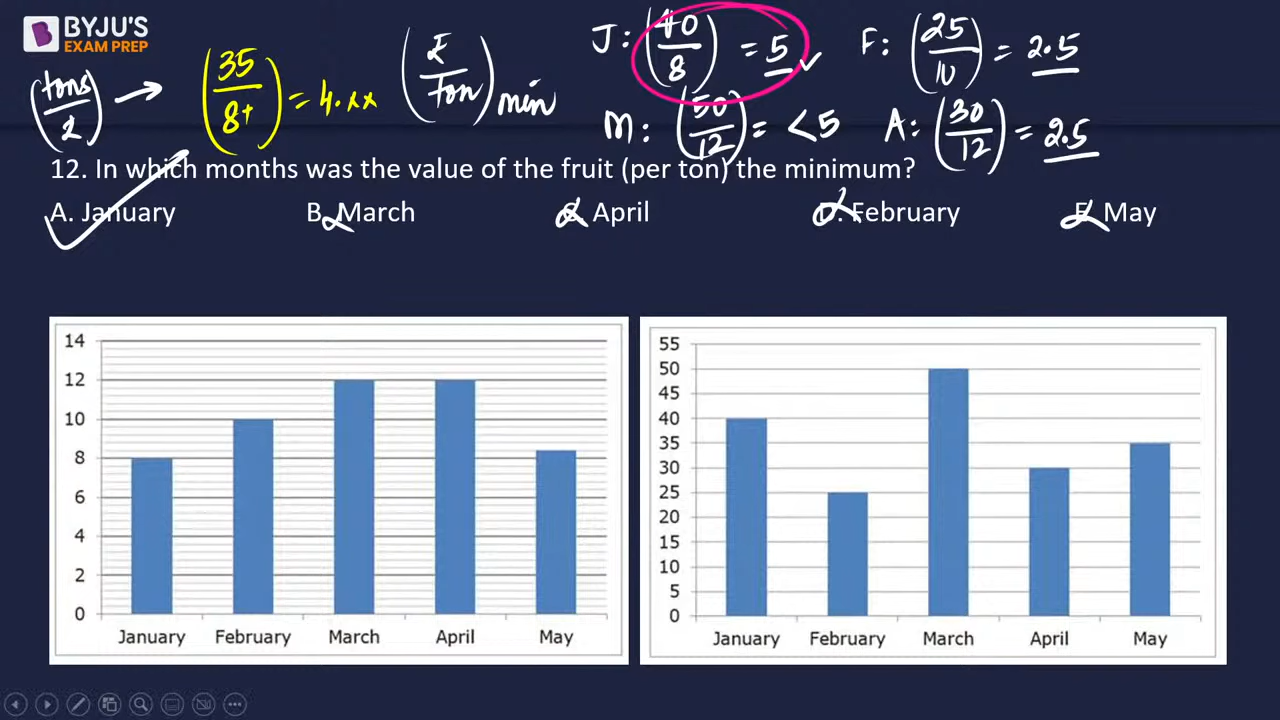 BYJU'S
EXAM PREP
(tons/₹) → (35/8+) = 4.xx (₹/Ton) min
J: (40/8) = 5 ✓ F: (25/10) = 2.5
M: (50/12) = <5 A: (30/12) = 2.5
12. In which months was the value of the fruit (per ton) the minimum?
A. January B. March C. April D. February E. May
14
12
10
8
6
4
2
0
January February March April May
55
50
45
40
35
30
25
20
15
10
5
0
January February March April May